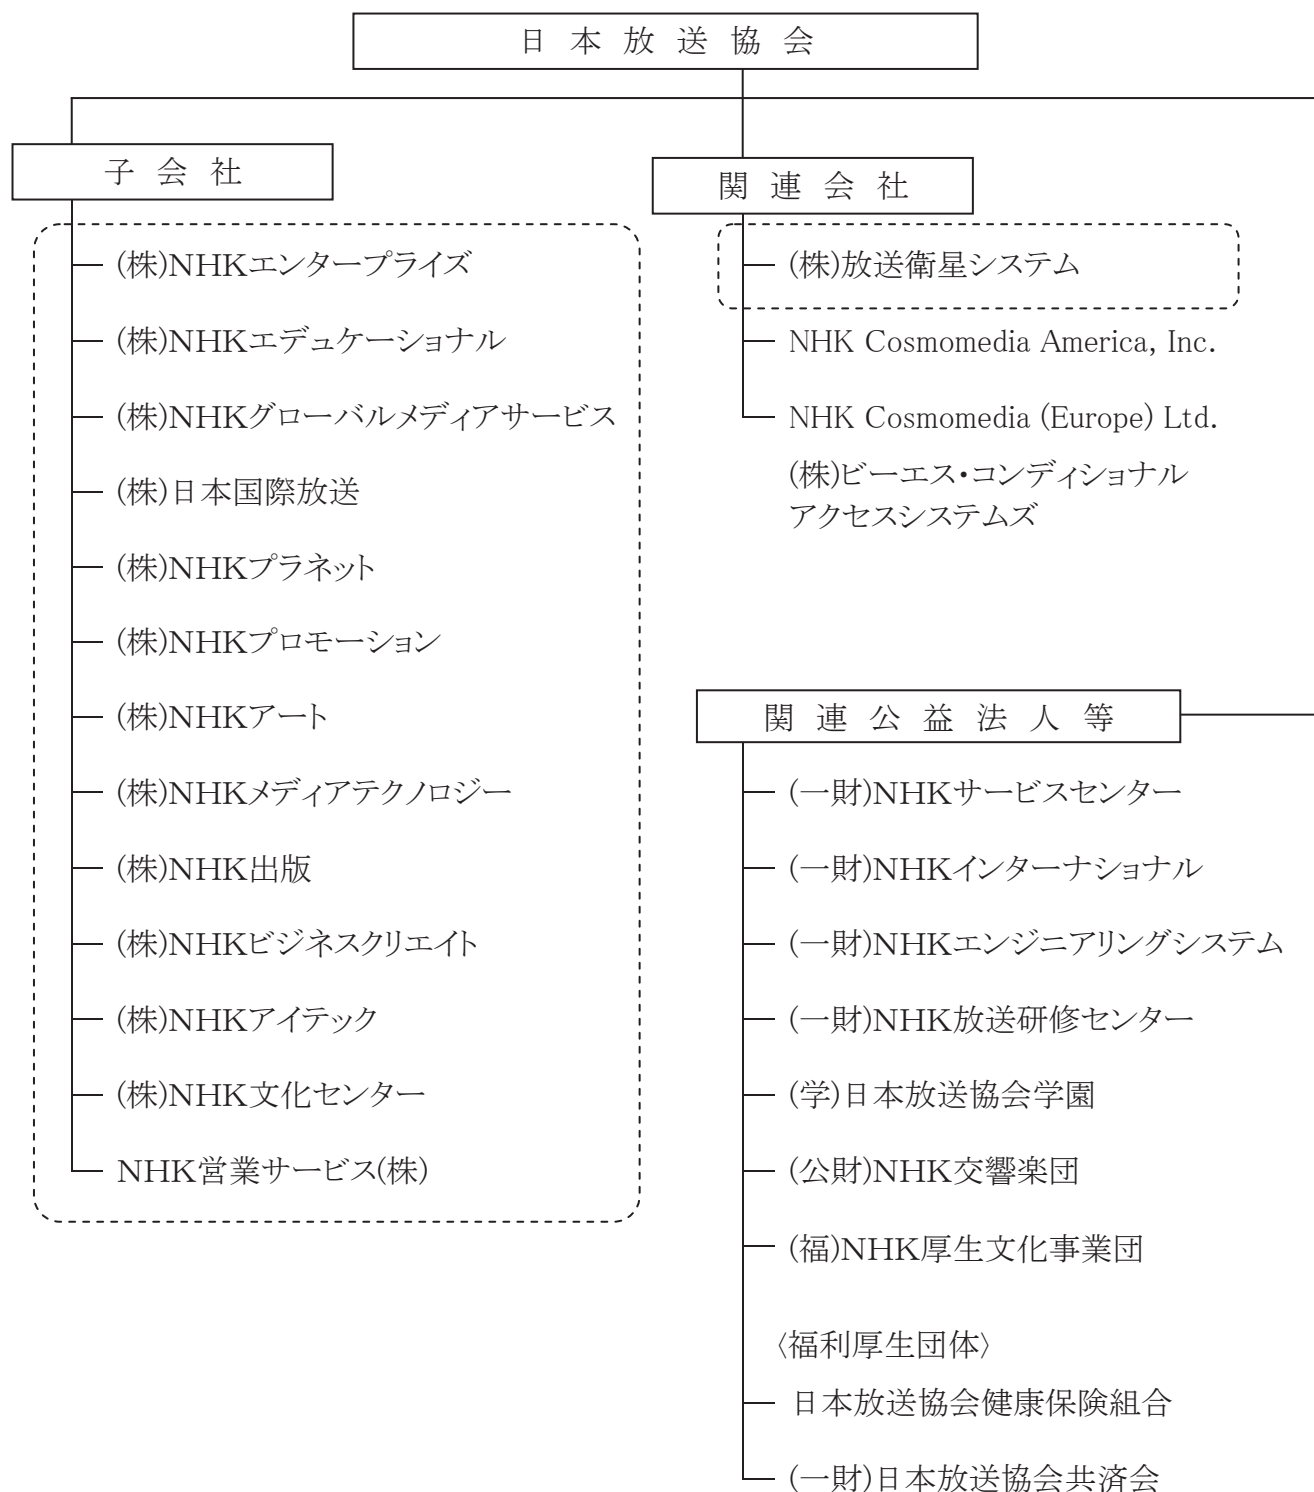 日本放送協会
子会社
(株)NHKエンタープライズ
(株)NHKエデュケーショナル
(株)NHKグローバルメディアサービス
(株)日本国際放送
(株)NHKプラネット
(株)NHKプロモーション
(株)NHKアート
(株)NHKメディアテクノロジー
(株)NHK出版
(株)NHKビジネスクリエイト
(株)NHKアイテック
(株)NHK文化センター
NHK営業サービス(株)
関連会社
(株)放送衛星システム
NHK Cosmomedia America, Inc.
NHK Cosmomedia (Europe) Ltd.
(株)ビーエス・コンディショナル
アクセスシステムズ
関連公益法人等
(一財)NHKサービスセンター
(一財)NHKインターナショナル
(一財)NHKエンジニアリングシステム
(一財)NHK放送研修センター
(学)日本放送協会学園
(公財)NHK交響楽団
(福)NHK厚生文化事業団
〈福利厚生団体〉
日本放送協会健康保険組合
(一財)日本放送協会共済会